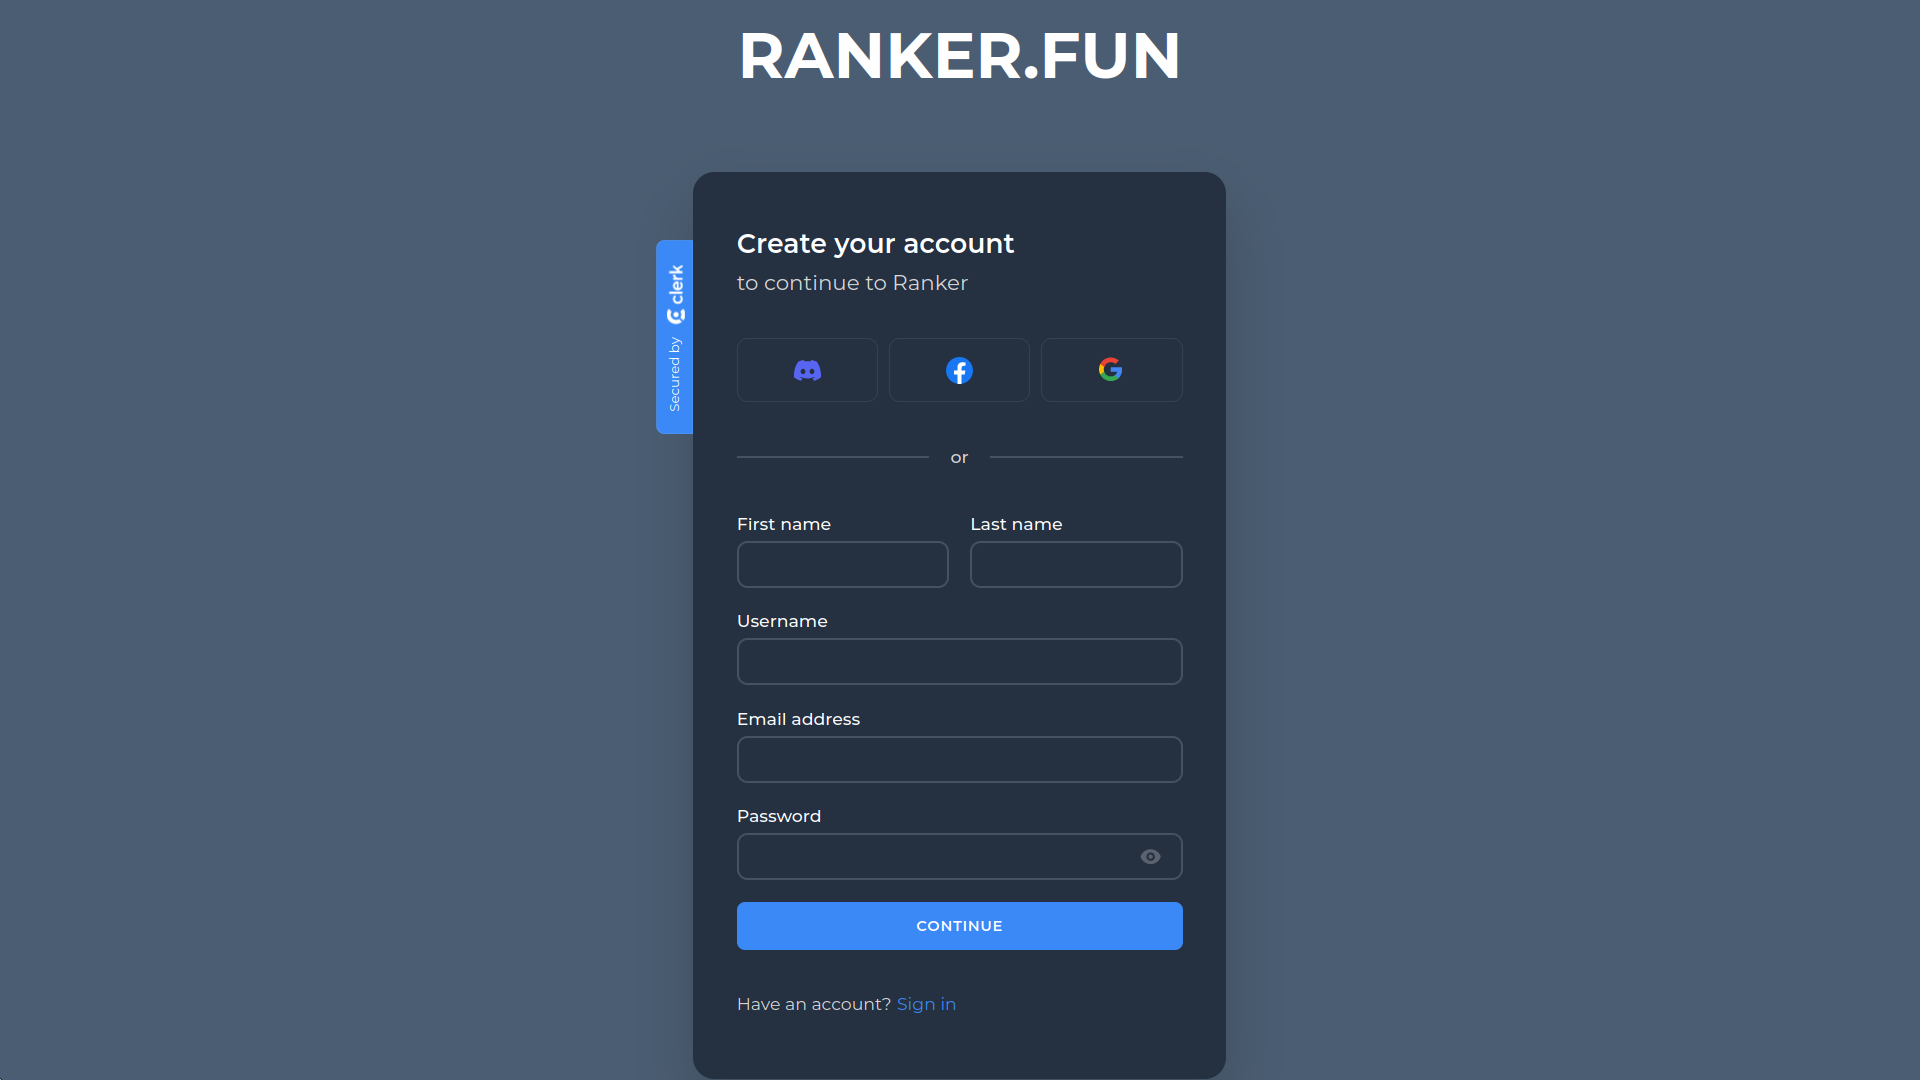 RANKER.FUN
Create your account
to continue to Ranker
Secured by clerk
or
First name
Last name
Username
Email address
Password
CONTINUE
Have an account? Sign in